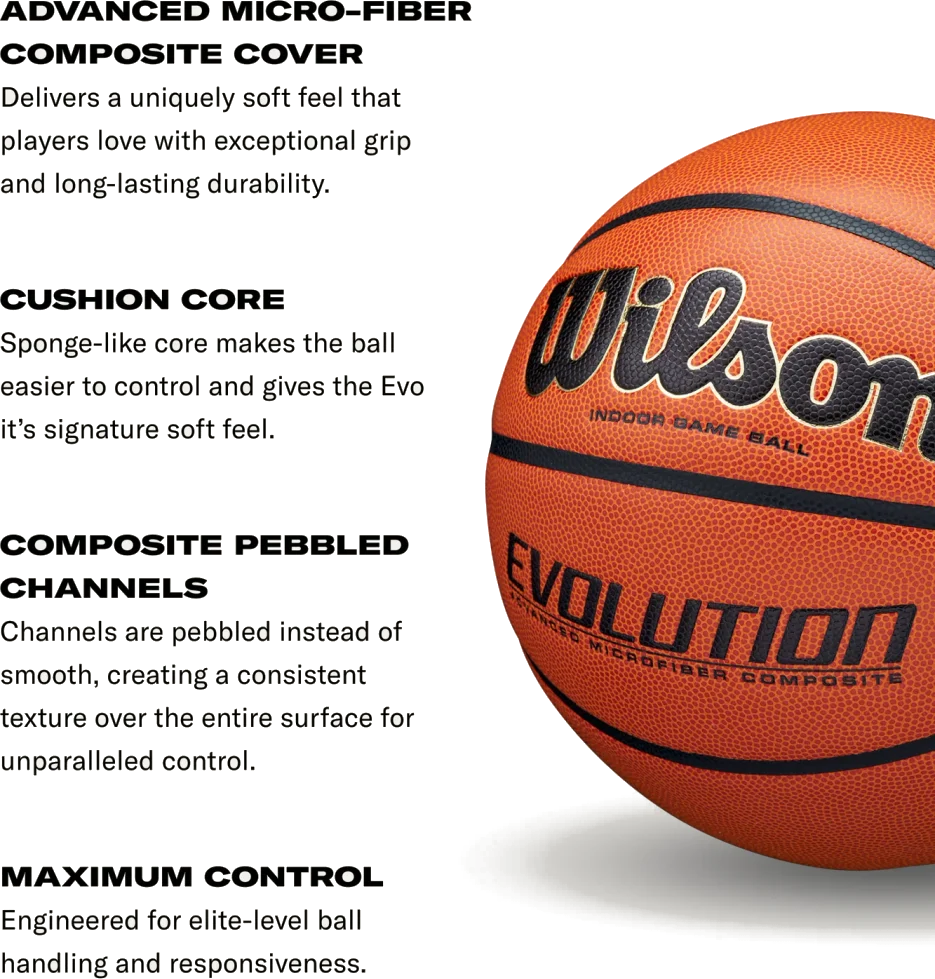 ADVANCED MICRO-FIBER
COMPOSITE COVER
Delivers a uniquely soft feel that
players love with exceptional grip
and long-lasting durability.
CUSHION CORE
Sponge-like core makes the ball
easier to control and gives the Evo
it's signature soft feel.
COMPOSITE PEBBLED
CHANNELS
Channels are pebbled instead of
smooth, creating a consistent
texture over the entire surface for
unparalleled control.
MAXIMUM CONTROL
Engineered for elite-level ball
handling and responsiveness.
Wilson
INDOOR GAME BALL
EVOLUTION
ADVANCED MICROFIBER COMPOSITE